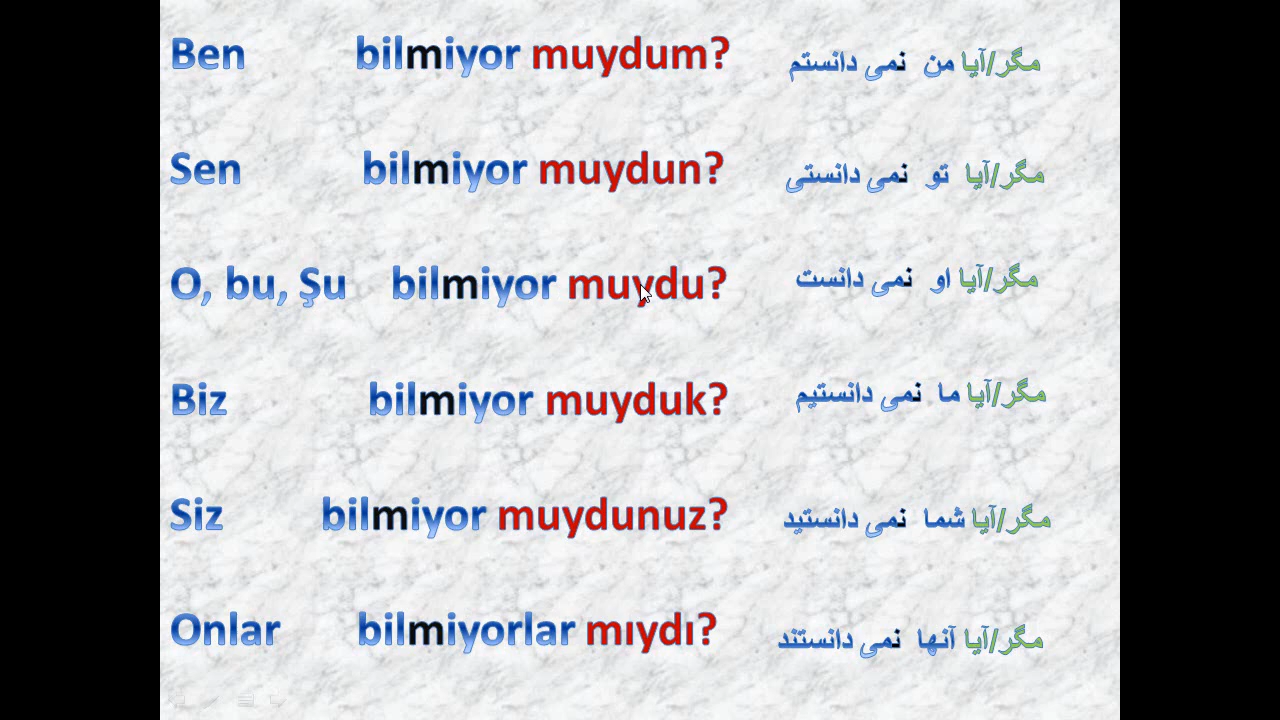 Ben bilmiyor muydum? مگر/آیا من نمی دانستم
Sen bilmiyor muydun? مگر/آیا تو نمی دانستی
O, bu, Şu bilmiyor muydu? مگر/آیا او نمی دانست
Biz bilmiyor muyduk? مگر/آیا ما نمی دانستیم
Siz bilmiyor muydunuz? مگر/آیا شما نمی دانستید
Onlar bilmiyorlar mıydı? مگر/آیا آنها نمی دانستند